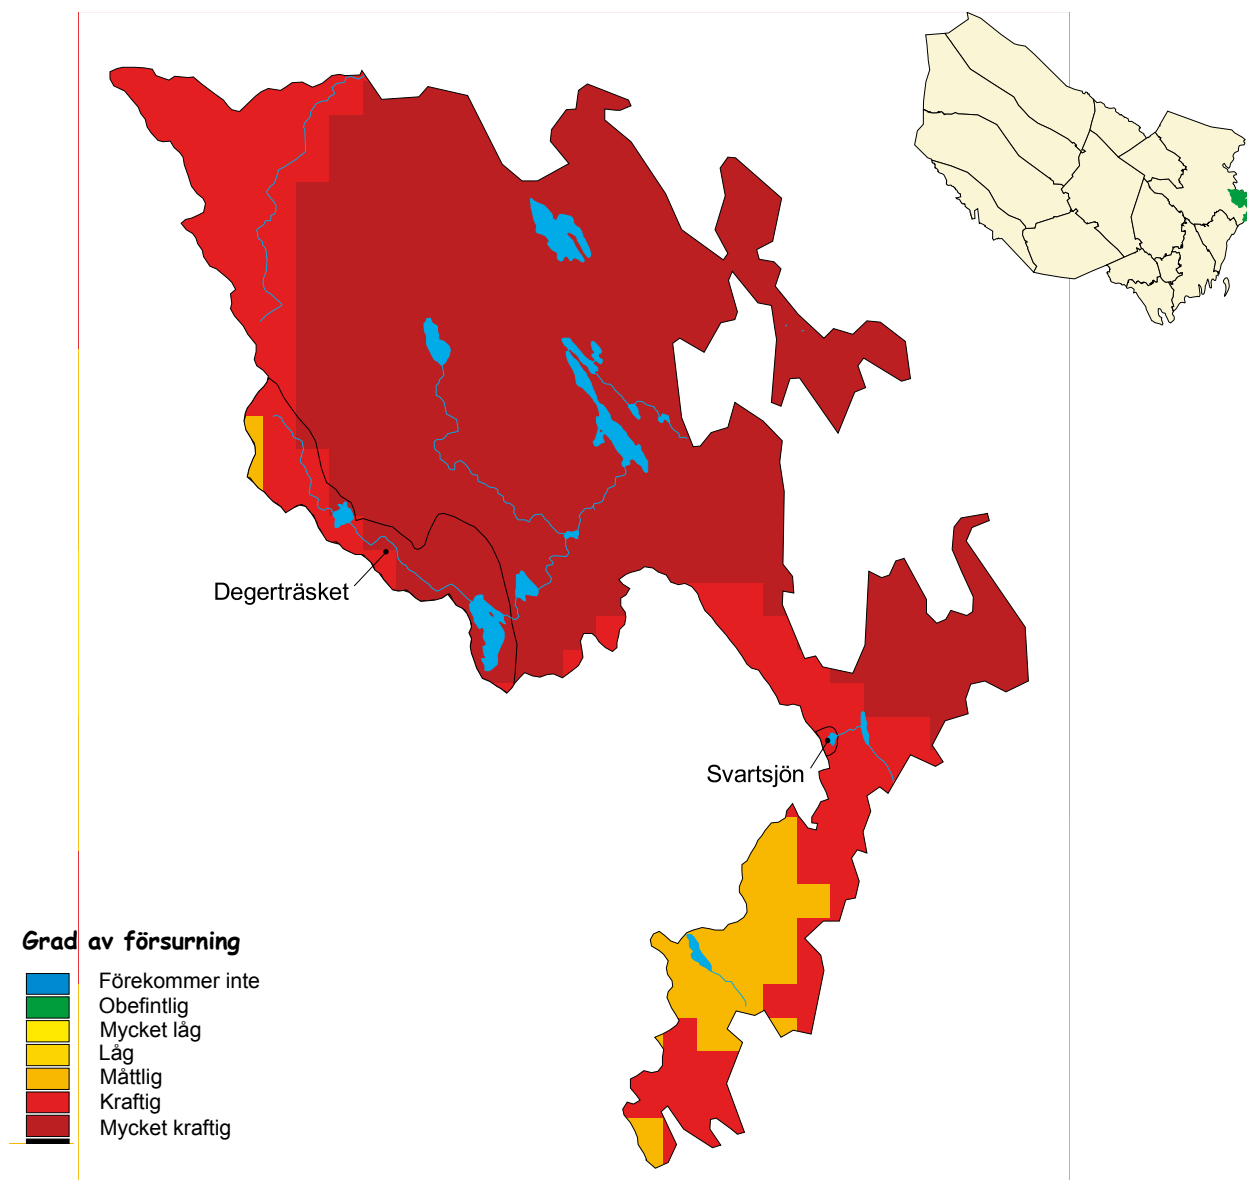 Degerträsket
Svartsjön
Grad av försurning
Förekommer inte
Obefintlig
Mycket låg
Låg
Måttlig
Kraftig
Mycket kraftig